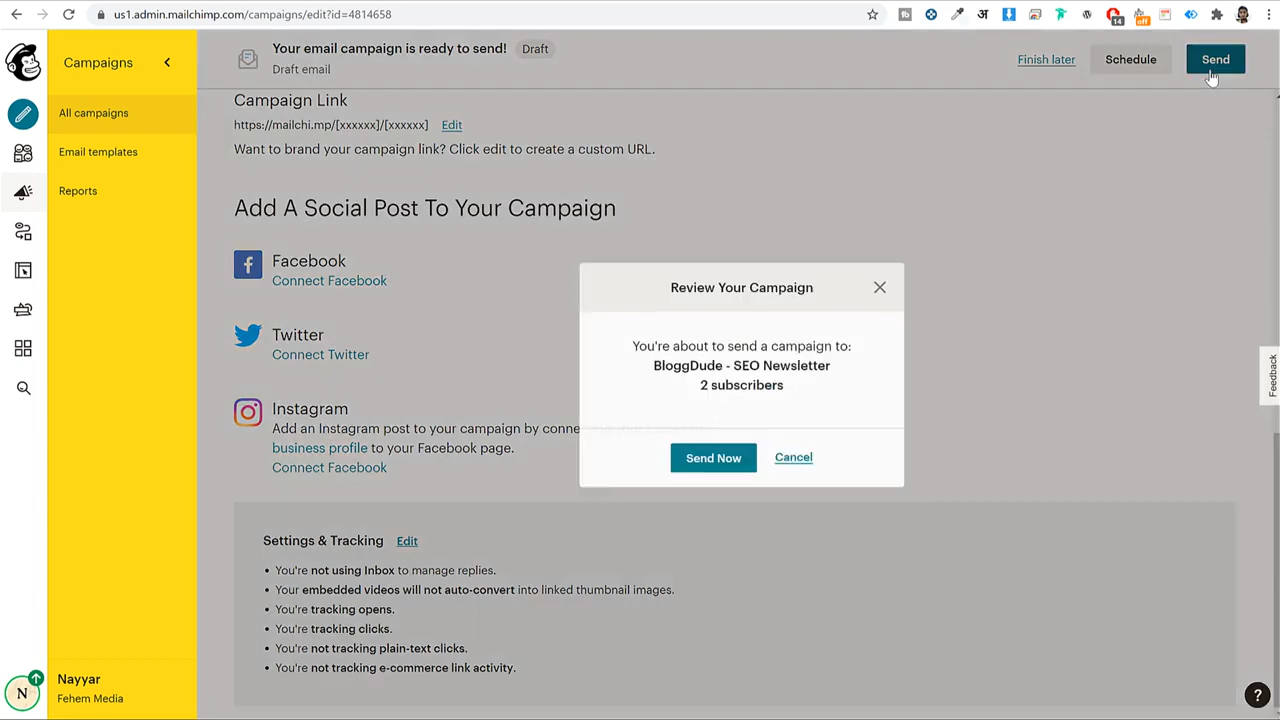 us1.admin.mailchimp.com/campaigns/edit?id=4814658
14
off
Campaigns
Your email campaign is ready to send!
Draft
Draft email
Finish later
Schedule
Send
All campaigns
Email templates
Reports
Campaign Link
https://mailchi.mp/[xxxxxx]/[xxxxxx] Edit
Want to brand your campaign link? Click edit to create a custom URL.
Add A Social Post To Your Campaign
Facebook
Connect Facebook
Twitter
Connect Twitter
Instagram
Add an Instagram post to your campaign by conne
business profile to your Facebook page.
Connect Facebook
Review Your Campaign
You're about to send a campaign to:
BloggDude - SEO Newsletter
2 subscribers
Send Now
Cancel
Feedback
Settings & Tracking Edit
• You're not using Inbox to manage replies.
• Your embedded videos will not auto-convert into linked thumbnail images.
• You're tracking opens.
• You're tracking clicks.
• You're not tracking plain-text clicks.
• You're not tracking e-commerce link activity.
N
Nayyar
Fehem Media
?